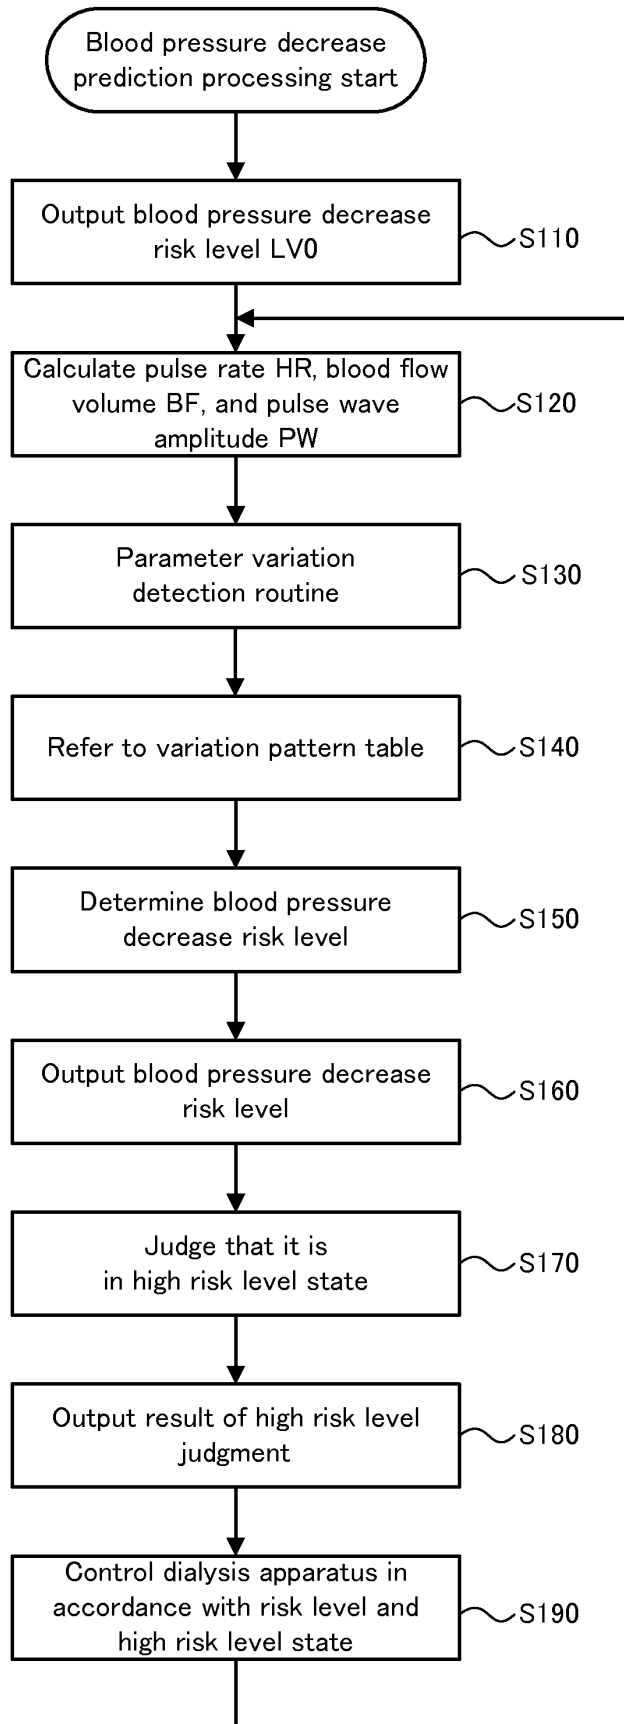 Blood pressure decrease
prediction processing start
Output blood pressure decrease
risk level LV0
S110
Calculate pulse rate HR, blood flow
volume BF, and pulse wave
amplitude PW
S120
Parameter variation
detection routine
S130
Refer to variation pattern table
S140
Determine blood pressure
decrease risk level
S150
Output blood pressure decrease
risk level
S160
Judge that it is
in high risk level state
S170
Output result of high risk level
judgment
S180
Control dialysis apparatus in
accordance with risk level and
high risk level state
S190